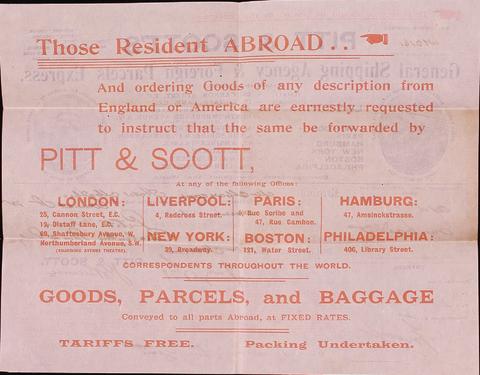 Those Resident ABROAD..
And ordering Goods of any description from
England or America are earnestly requested
to instruct that the same be forwarded by
PITT & SCOTT,
At any of the following Offices:
LONDON:
25, Cannon Street, E.C.
19, Distaff Lane, E.C.
69, Shaftesbury Avenue, W.
Northumberland Avenue, S.W.
LIVERPOOL:
4, Redcross Street.
NEW YORK:
39, Broadway.
PARIS:
9, Rue Scribe and
47, Rue Cambon.
BOSTON:
121, Water Street.
HAMBURG:
47, Amsinckstrasse.
PHILADELPHIA:
406, Library Street.
CORRESPONDENTS THROUGHOUT THE WORLD.
GOODS, PARCELS, and BAGGAGE
Conveyed to all parts Abroad, at FIXED RATES.
TARIFFS FREE. Packing Undertaken.